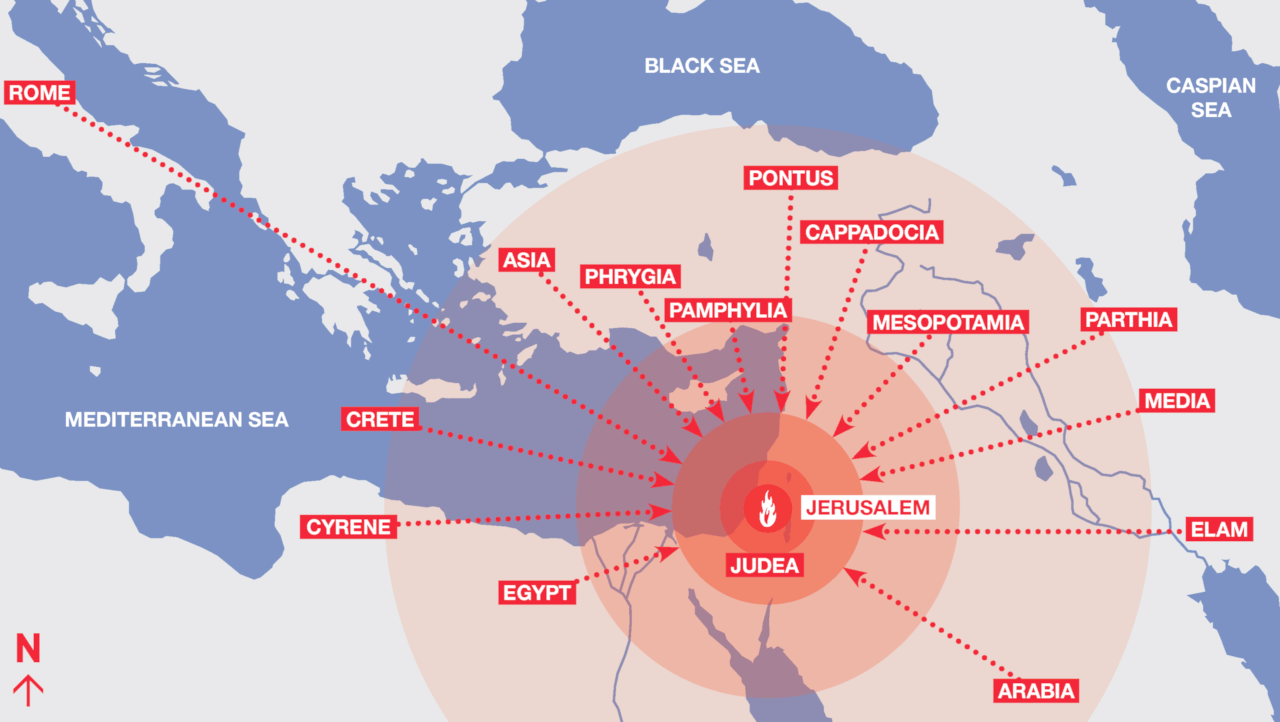 BLACK SEA
CASPIAN
SEA
ROME
PONTUS
CAPPADOCIA
ASIA
PHRYGIA
PAMPHYLIA
MESOPOTAMIA
PARTHIA
MEDIA
CRETE
MEDITERRANEAN SEA
JERUSALEM
CYRENE
ELAM
JUDEA
EGYPT
N
ARABIA